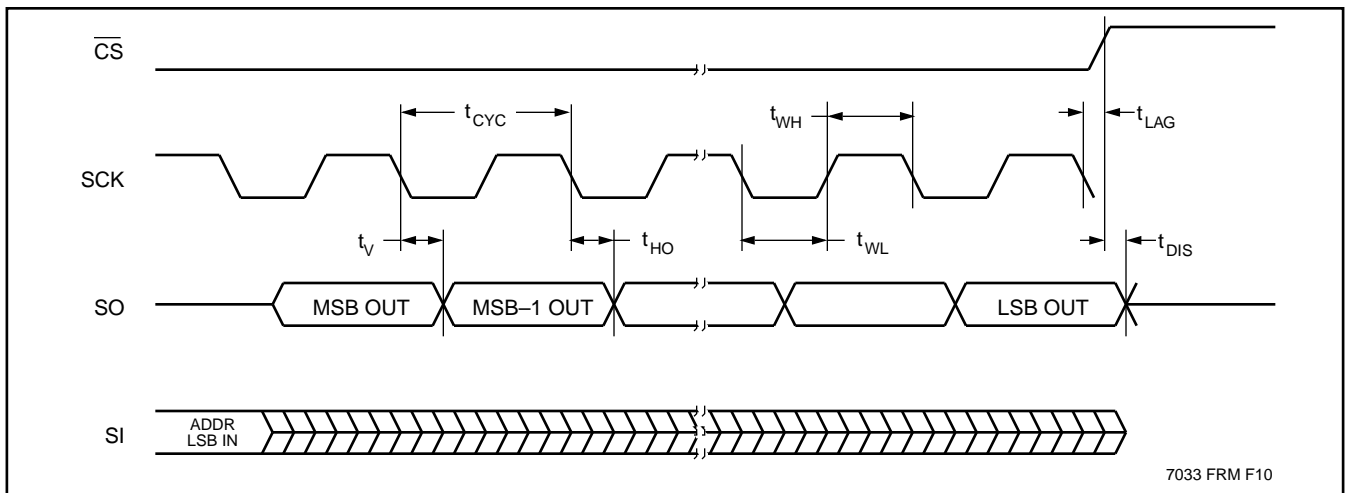 CS
tCYC
tWH
tLAG
SCK
tV
tHO
tWL
tDIS
SO
MSB OUT
MSB–1 OUT
LSB OUT
SI
ADDR
LSB IN
7033 FRM F10